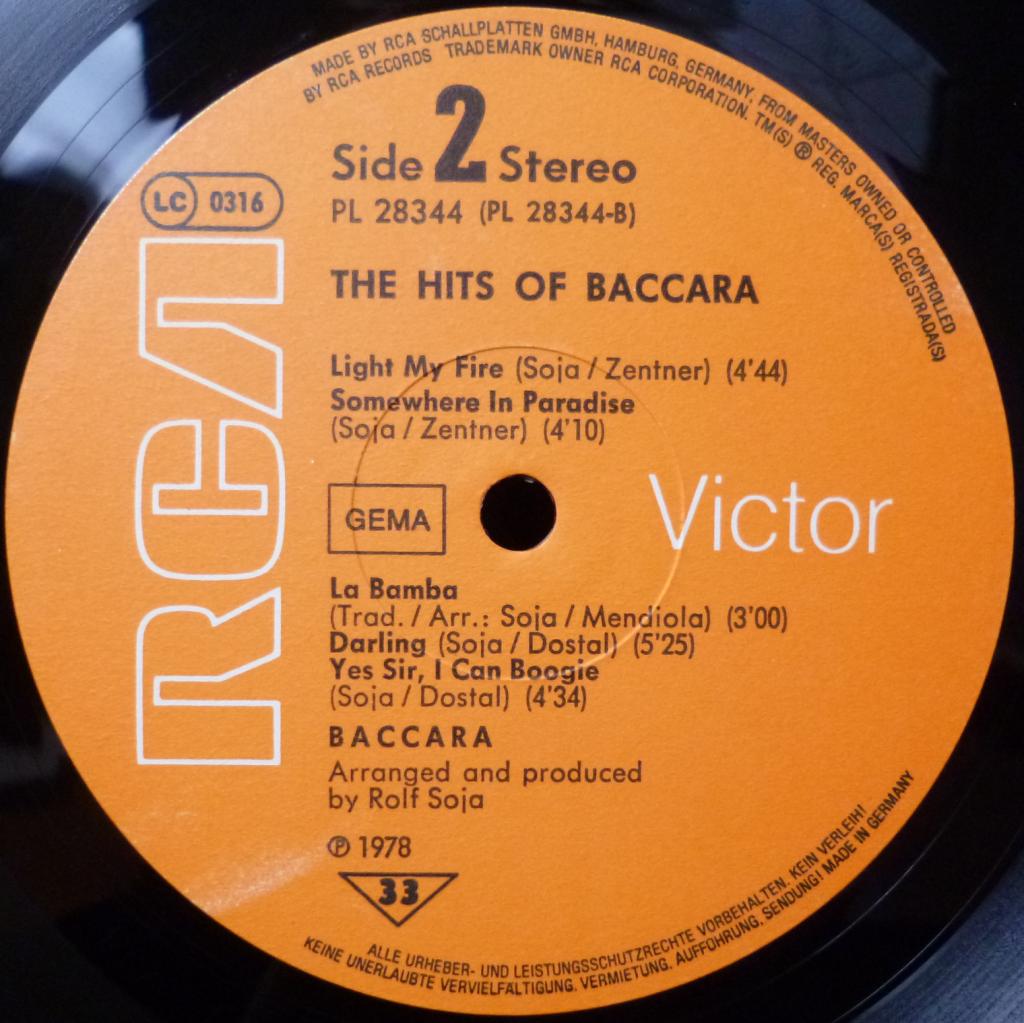 MADE BY RCA SCHALLPLATTEN GMBH, HAMBURG, GERMANY, FROM MASTERS OWNED OR CONTROLLED
BY RCA RECORDS TRADEMARK OWNER RCA CORPORATION. TM(S) ® REG. MARCA(S) REGISTRADA(S)
Side 2 Stereo
LC 0316
PL 28344 (PL 28344-B)
THE HITS OF BACCARA
RCA
Light My Fire (Soja / Zentner) (4'44)
Somewhere In Paradise
(Soja / Zentner) (4'10)
GEMA
Victor
La Bamba
(Trad. / Arr.: Soja / Mendiola) (3'00)
Darling (Soja / Dostal) (5'25)
Yes Sir, I Can Boogie
(Soja / Dostal) (4'34)
BACCARA
Arranged and produced
by Rolf Soja
℗ 1978
33
ALLE URHEBER- UND LEISTUNGSSCHUTZRECHTE VORBEHALTEN. KEIN VERLEIH!
KEINE UNERLAUBTE VERVIELFÄLTIGUNG, VERMIETUNG, AUFFÜHRUNG, SENDUNG! MADE IN GERMANY